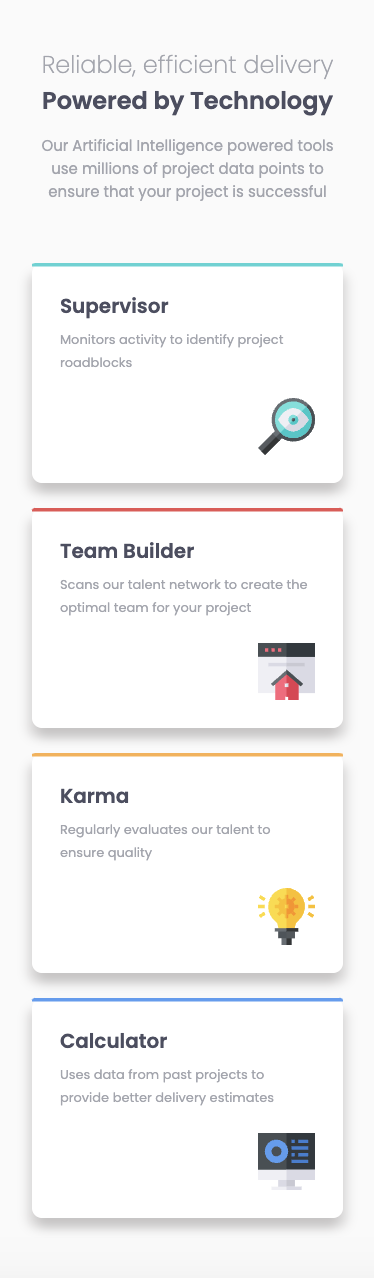 Reliable, efficient delivery
Powered by Technology
Our Artificial Intelligence powered tools
use millions of project data points to
ensure that your project is successful
Supervisor
Monitors activity to identify project
roadblocks
Team Builder
Scans our talent network to create the
optimal team for your project
Karma
Regularly evaluates our talent to
ensure quality
Calculator
Uses data from past projects to
provide better delivery estimates